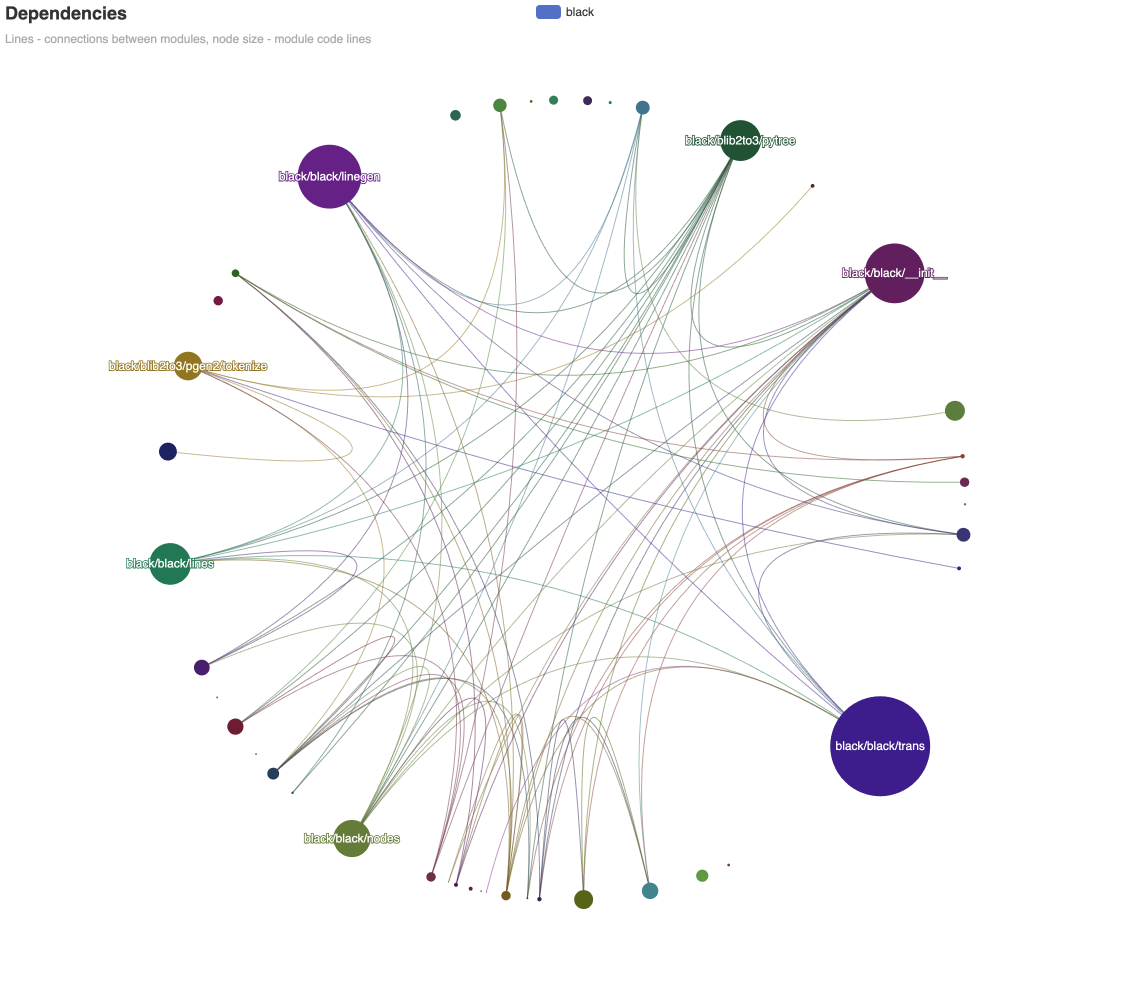 Dependencies
black
Lines - connections between modules, node size - module code lines
black/blib2to3/pytree
black/black/linegen
black/black/__init__
black/blib2to3/pgen2/tokenize
black/black/lines
black/black/trans
black/black/nodes